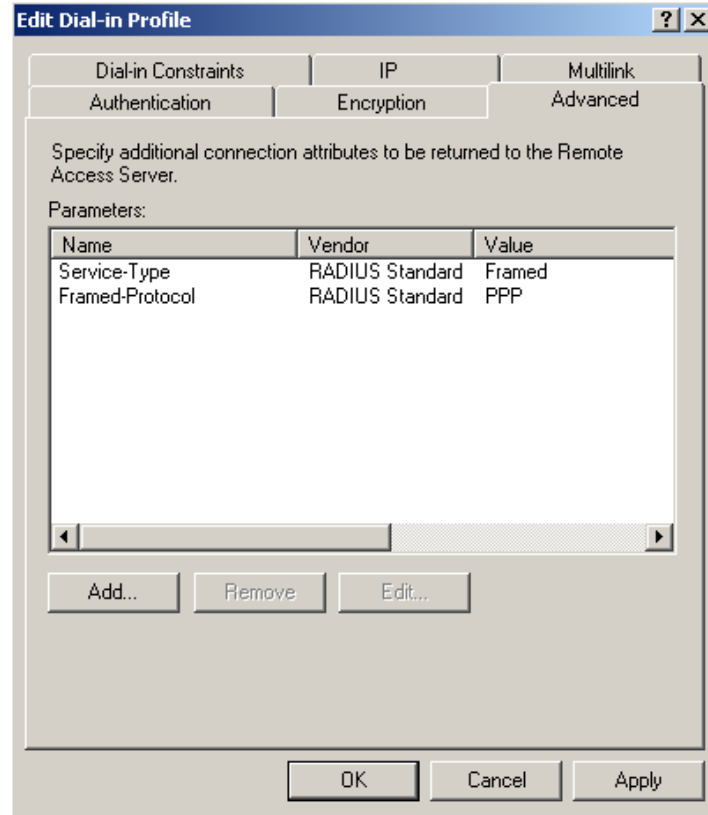 Edit Dial-in Profile
? X
Dial-in Constraints IP Multilink
Authentication Encryption Advanced
Specify additional connection attributes to be returned to the Remote
Access Server.
Parameters:
Name Vendor Value
Service-Type RADIUS Standard Framed
Framed-Protocol RADIUS Standard PPP
Add... Remove Edit...
OK Cancel Apply